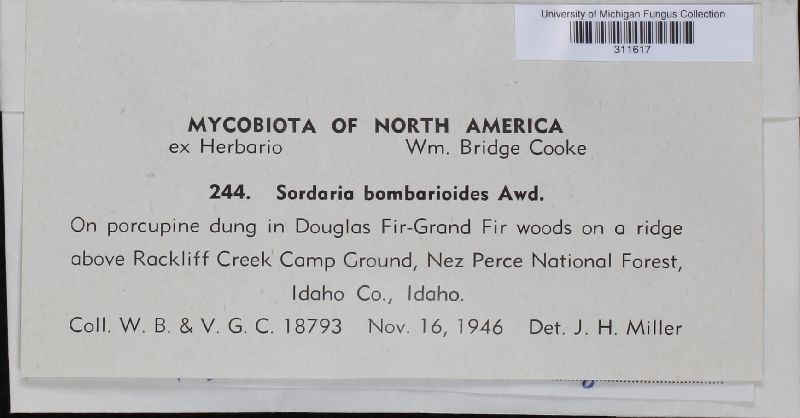 University of Michigan Fungus Collection
311617
MYCOBIOTA OF NORTH AMERICA
ex Herbario Wm. Bridge Cooke
244. Sordaria bombarioides Awd.
On porcupine dung in Douglas Fir-Grand Fir woods on a ridge
above Rackliff Creek Camp Ground, Nez Perce National Forest,
Idaho Co., Idaho.
Coll. W. B. & V. G. C. 18793 Nov. 16, 1946 Det. J. H. Miller